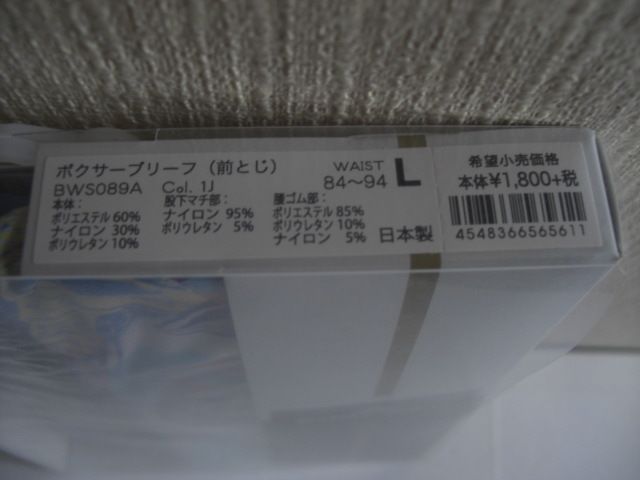 ボクサーブリーフ（前とじ）
BWS089A Col. 1J
WAIST
84〜94
L
本体：
ポリエステル 60%
ナイロン 30%
ポリウレタン 10%
股下マチ部：
ナイロン 95%
ポリウレタン 5%
腰ゴム部：
ポリエステル 85%
ポリウレタン 10%
ナイロン 5%
日本製
希望小売価格
本体¥1,800+税
4548366565611